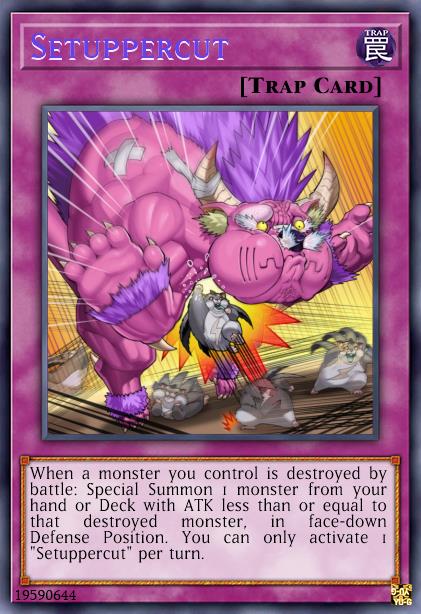 Setuppercut
TRAP
罠
[Trap Card]
When a monster you control is destroyed by
battle: Special Summon 1 monster from your
hand or Deck with ATK less than or equal to
that destroyed monster, in face-down
Defense Position. You can only activate 1
"Setuppercut" per turn.
19590644